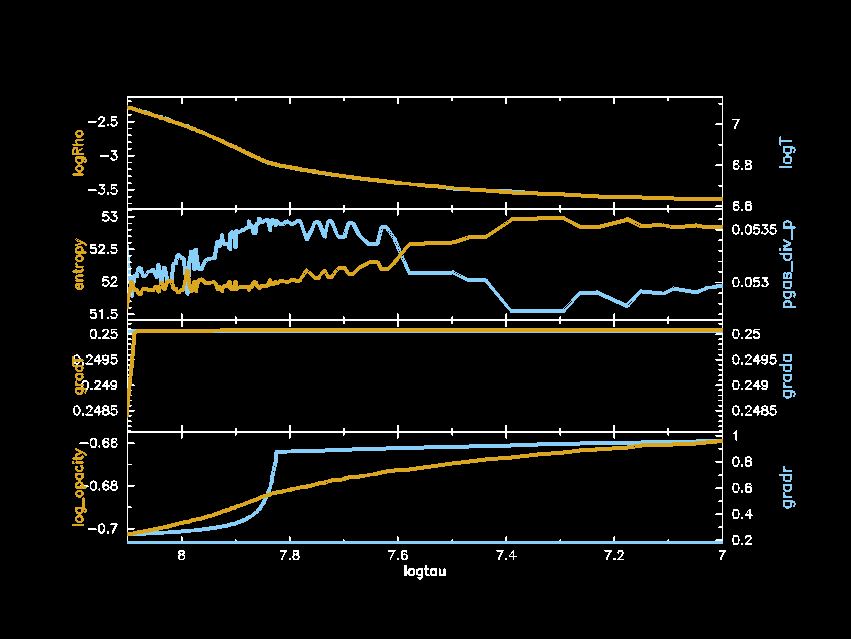 logRho
−2.5
−3
−3.5
7
6.8
6.6
logT
entropy
53
52.5
52
51.5
0.0535
0.053
pgas_div_p
gradT
0.25
0.2495
0.249
0.2485
0.25
0.2495
0.249
0.2485
grada
log_opacity
−0.66
−0.68
−0.7
1
0.8
0.6
0.4
0.2
gradr
8 7.8 7.6 7.4 7.2 7
logtau